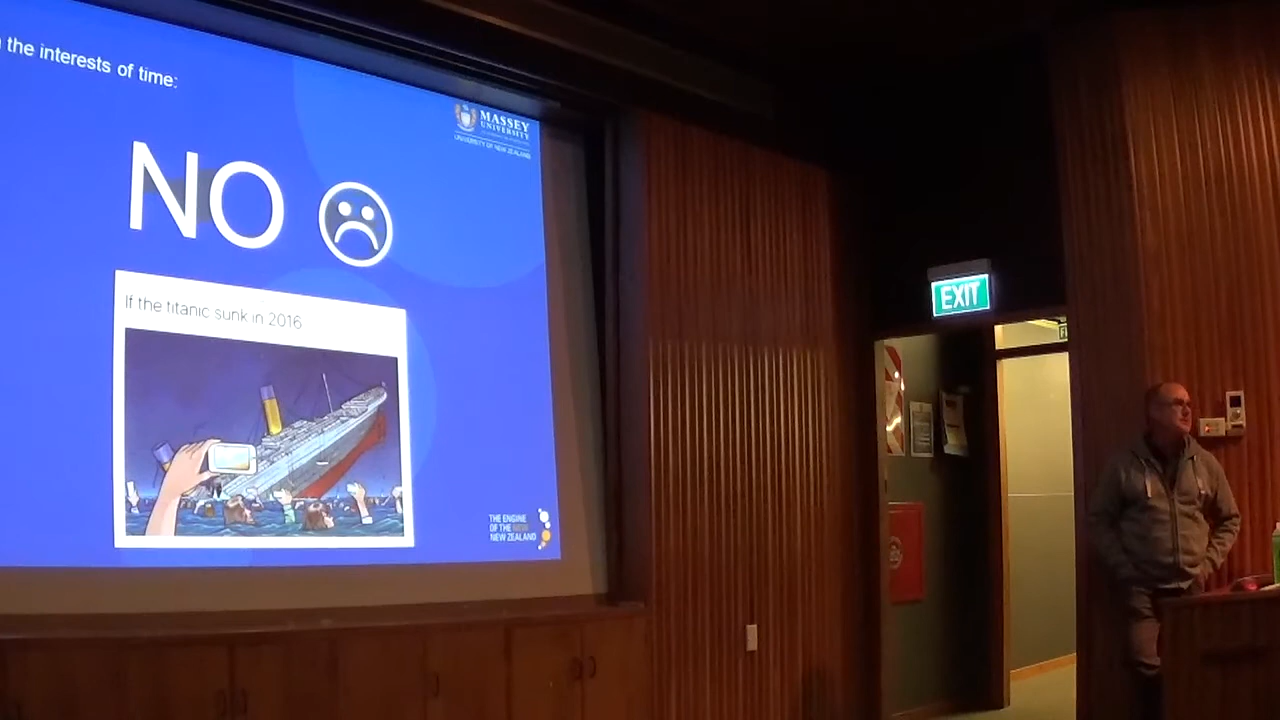 the interests of time:
MASSEY
UNIVERSITY
UNIVERSITY OF NEW ZEALAND
NO
If the titanic sunk in 2016
EXIT
THE ENGINE
OF THE NEW
NEW ZEALAND